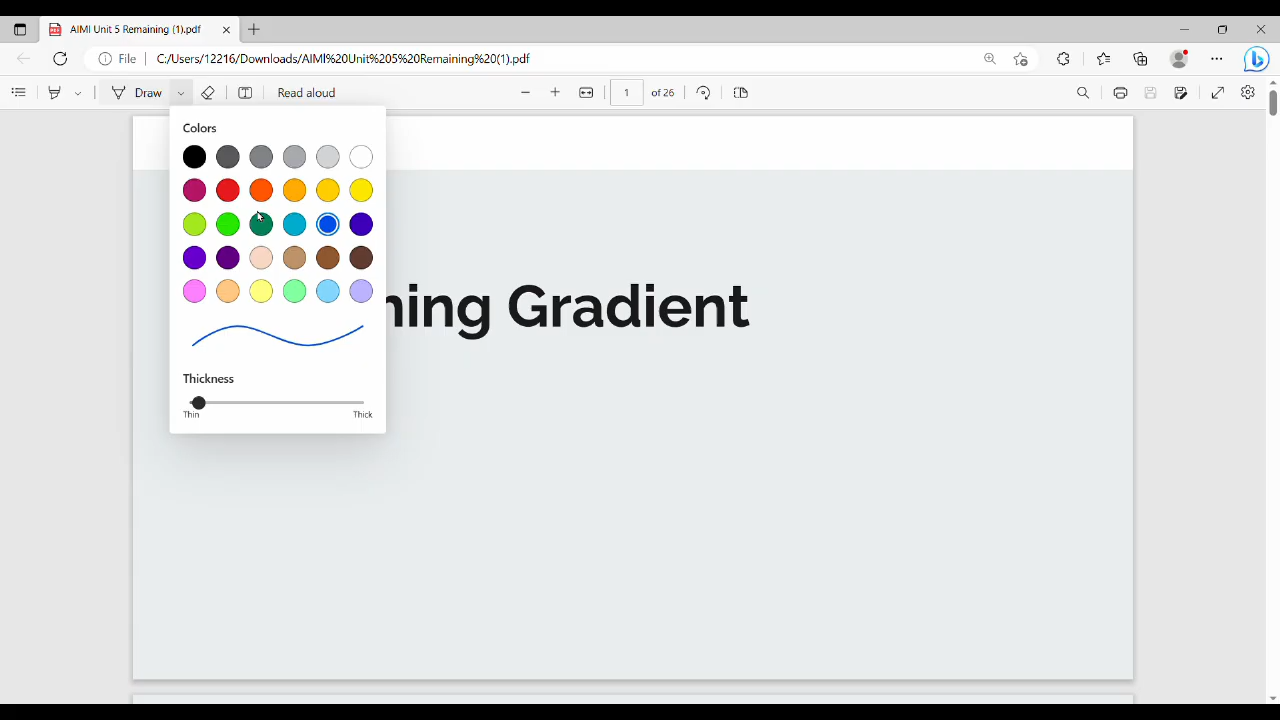 AIMI Unit 5 Remaining (1).pdf
File
C:/Users/12216/Downloads/AIMI%20Unit%205%20Remaining%20(1).pdf
Draw
Read aloud
1
of 26
Colors
Gradient
Thickness
Thin
Thick